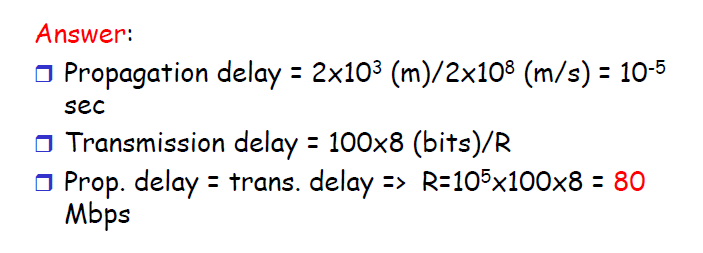 Answer:
Propagation delay = 2x10³ (m)/2x10⁸ (m/s) = 10⁻⁵
sec
Transmission delay = 100x8 (bits)/R
Prop. delay = trans. delay => R=10⁵x100x8 = 80
Mbps